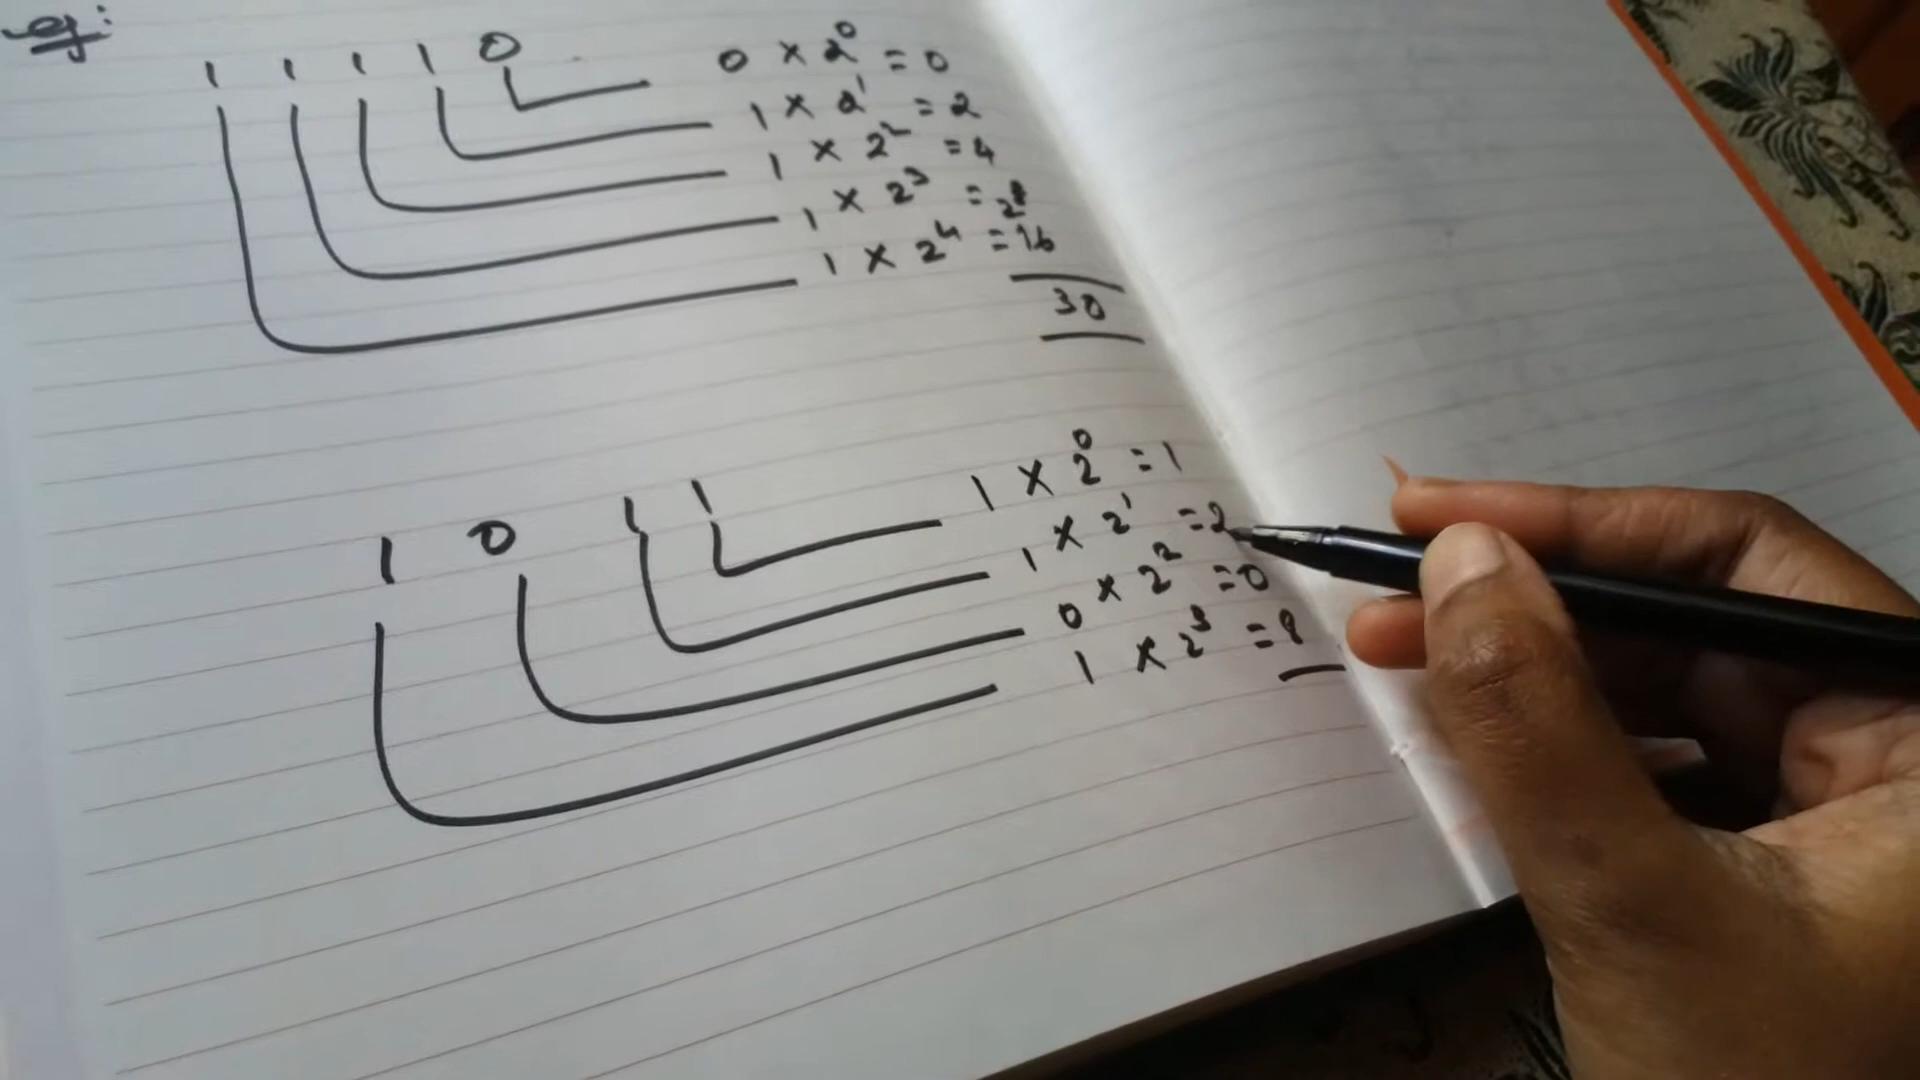 eg:
1 1 1 1 0
0 × 2⁰ = 0
1 × 2¹ = 2
1 × 2² = 4
1 × 2³ = 8
1 × 2⁴ = 16
30
1 0 1 1
1 × 2⁰ = 1
1 × 2¹ = 2
0 × 2² = 0
1 × 2³ = 8